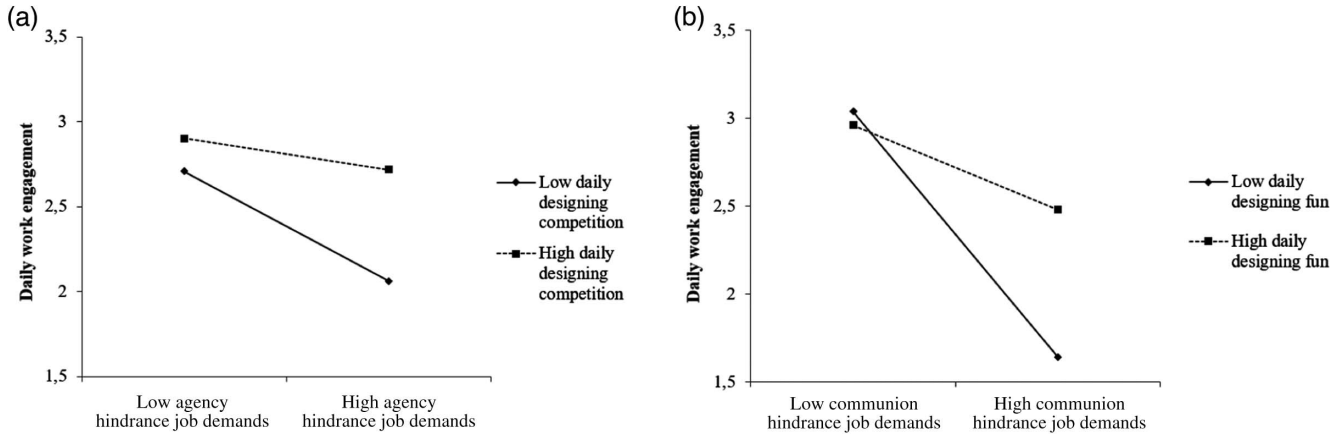 (a)
3,5
3
2,5
2
1,5
Daily work engagement
Low agency
hindrance job demands
High agency
hindrance job demands
Low daily
designing
competition
High daily
designing
competition
(b)
3,5
3
2,5
2
1,5
Daily work engagement
Low communion
hindrance job demands
High communion
hindrance job demands
Low daily
designing fun
High daily
designing fun